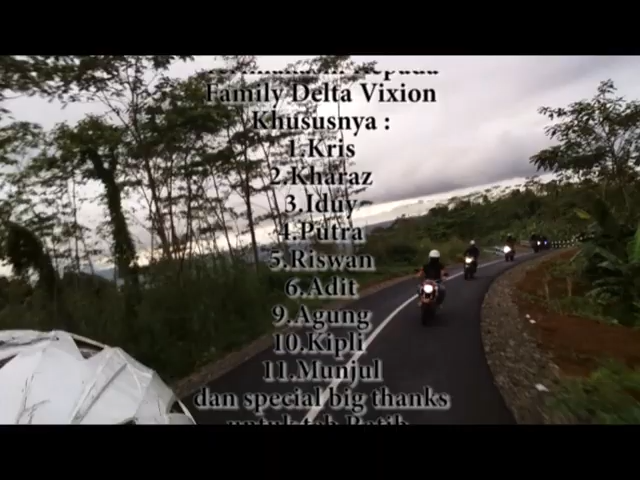 Family Delta Vixion
Khususnya :
1.Kris
2.Kharaz
3.Iduy
4.Putra
5.Riswan
6.Adit
9.Agung
10.Kipli
11.Munjul
dan special big thanks